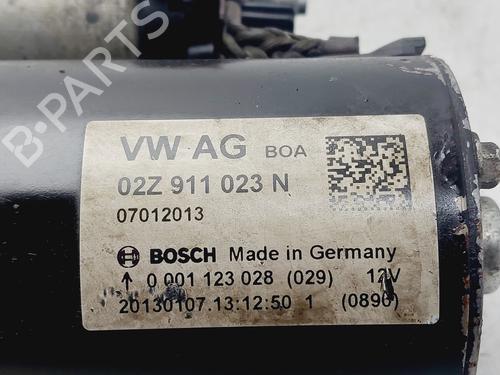 B-PARTS
VW AG BOA
02Z 911 023 N
07012013
BOSCH Made in Germany
↑ 0 001 123 028 (029) 12V
20130107.13:12:50 1 (0890)